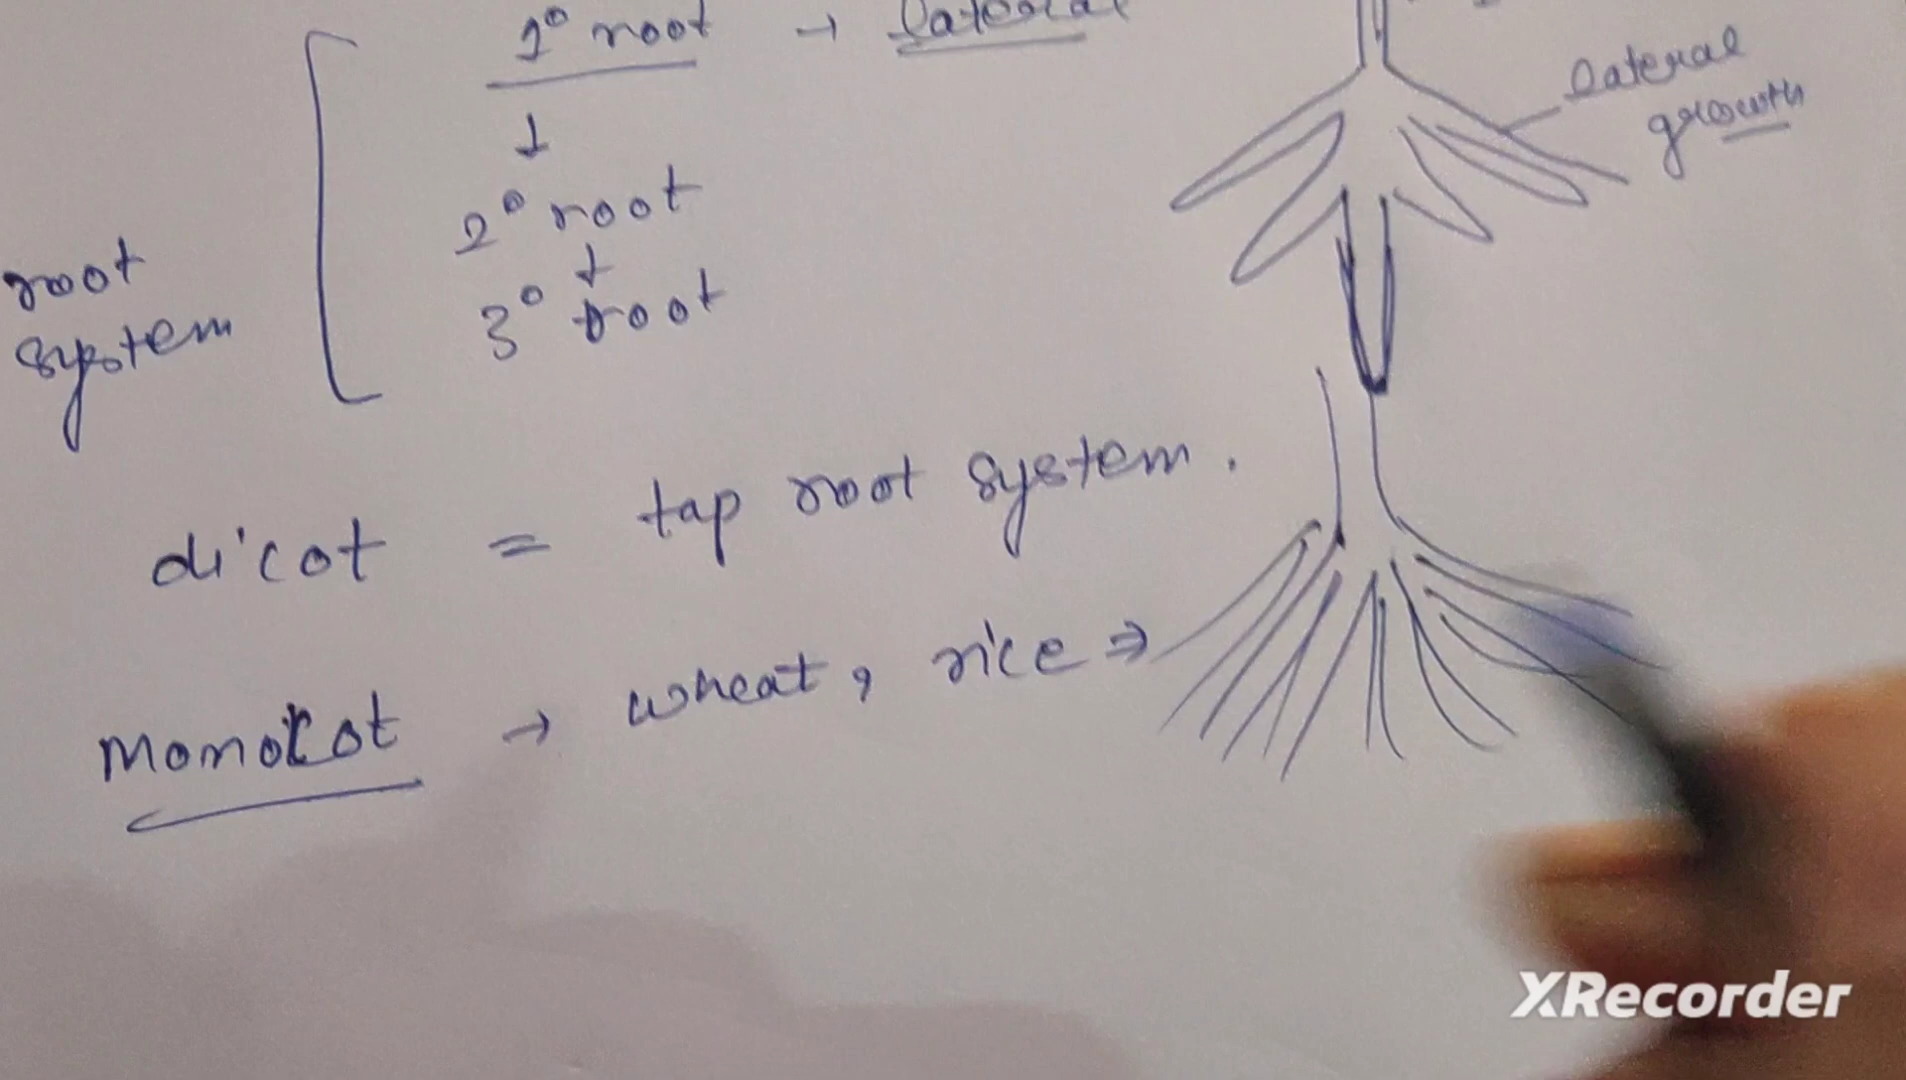 1° root → lateral
↓
2° root
↓
3° root
root
system
lateral
growth
dicot = tap root system.
Monocot → wheat, rice ⇒
XRecorder